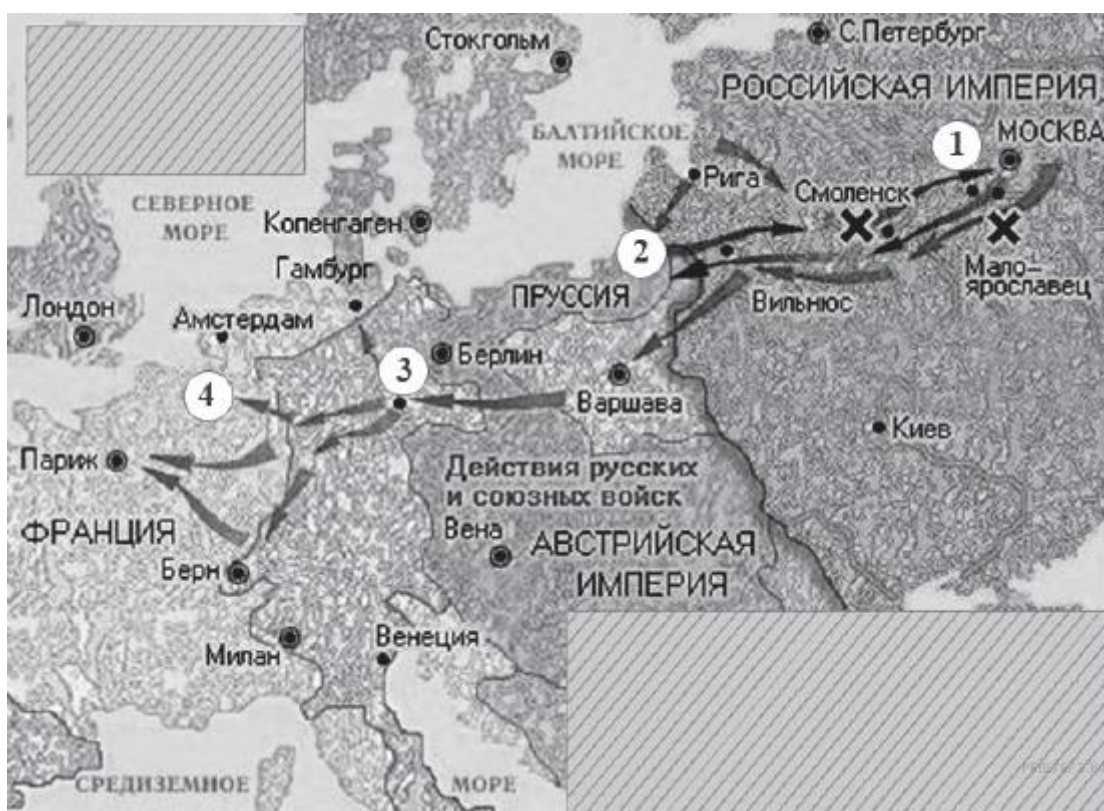 Стокгольм
С.Петербург
РОССИЙСКАЯ ИМПЕРИЯ
БАЛТИЙСКОЕ
МОРЕ
1
МОСКВА
Рига
Смоленск
СЕВЕРНОЕ
МОРЕ
Копенгаген
2
Гамбург
ПРУССИЯ
Вильнюс
Мало-
ярославец
Лондон
Амстердам
Берлин
3
4
Варшава
Киев
Париж
Действия русских
и союзных войск
ФРАНЦИЯ
Вена
АВСТРИЙСКАЯ
ИМПЕРИЯ
Берн
Милан
Венеция
СРЕДИЗЕМНОЕ
МОРЕ